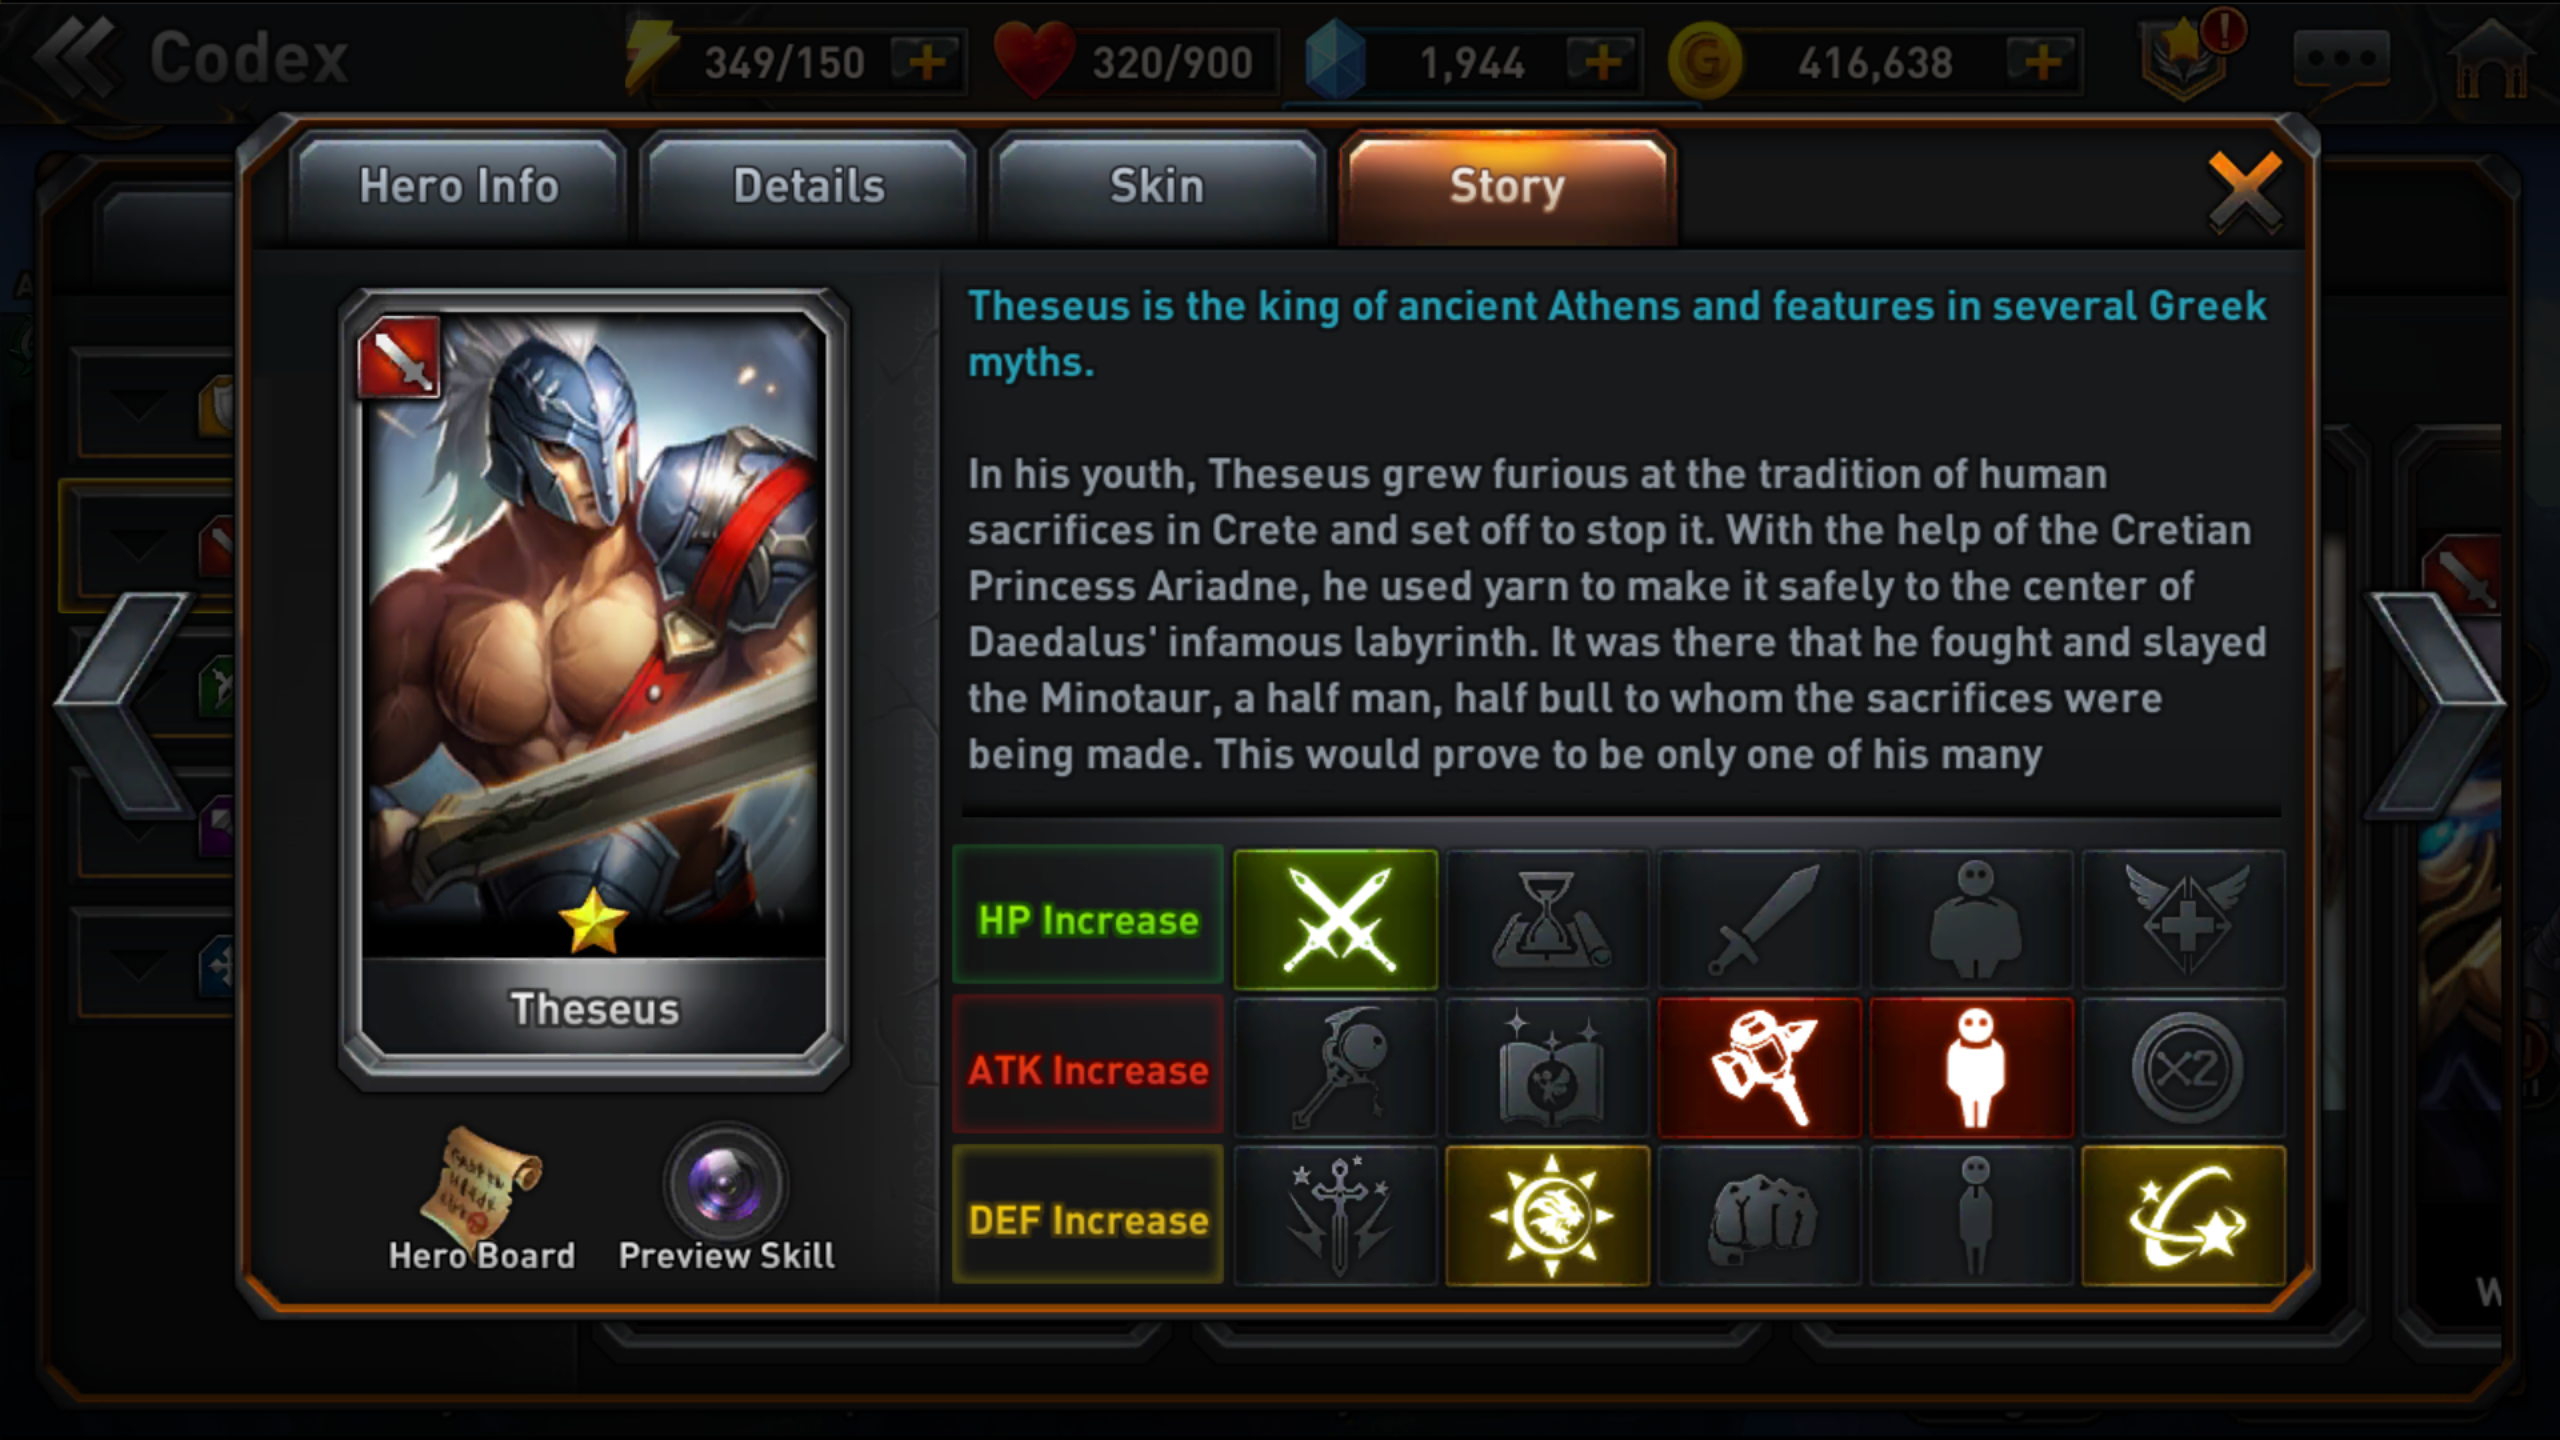 Codex
349/150
320/900
1,944
416,638
Hero Info
Details
Skin
Story
Theseus is the king of ancient Athens and features in several Greek
myths.
In his youth, Theseus grew furious at the tradition of human
sacrifices in Crete and set off to stop it. With the help of the Cretian
Princess Ariadne, he used yarn to make it safely to the center of
Daedalus' infamous labyrinth. It was there that he fought and slayed
the Minotaur, a half man, half bull to whom the sacrifices were
being made. This would prove to be only one of his many
Theseus
Hero Board
Preview Skill
HP Increase
ATK Increase
×2
DEF Increase